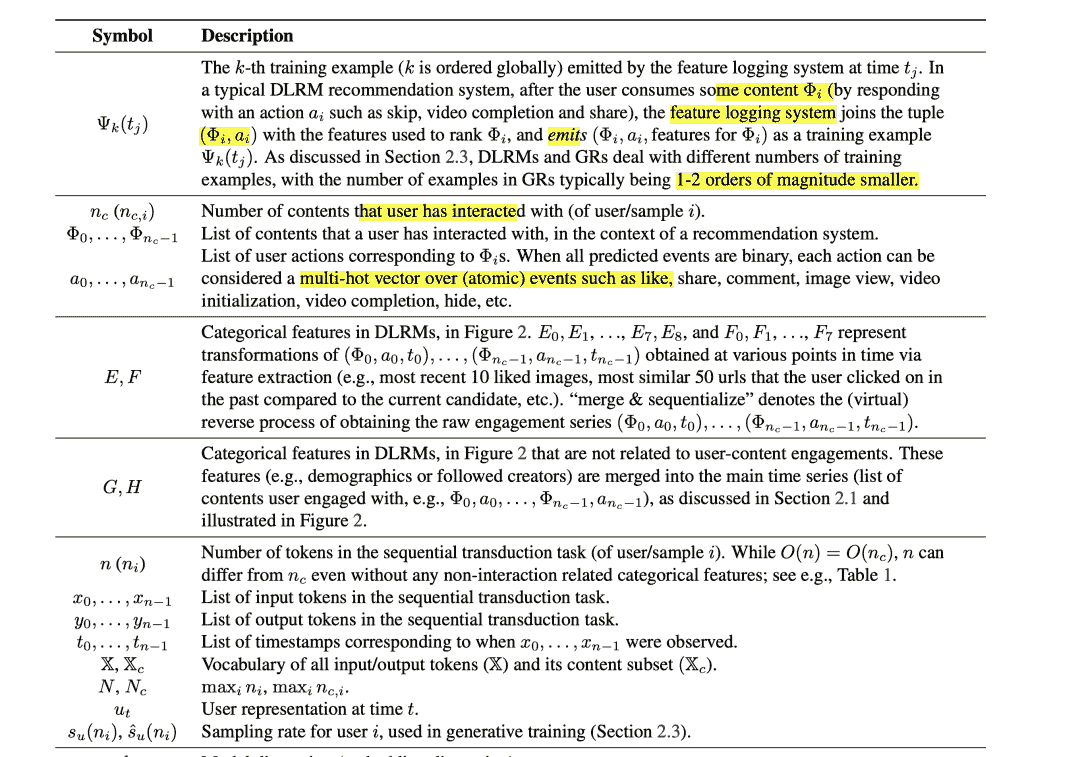 Symbol Description
The k-th training example (k is ordered globally) emitted by the feature logging system at time t_j. In
a typical DLRM recommendation system, after the user consumes some content Φ_i (by responding
with an action a_i such as skip, video completion and share), the feature logging system joins the tuple
Ψ_k(t_j) (Φ_i, a_i) with the features used to rank Φ_i, and emits (Φ_i, a_i, features for Φ_i) as a training example
Ψ_k(t_j). As discussed in Section 2.3, DLRMs and GRs deal with different numbers of training
examples, with the number of examples in GRs typically being 1-2 orders of magnitude smaller.
n_c (n_{c,i}) Number of contents that user has interacted with (of user/sample i).
Φ_0, . . . , Φ_{n_c−1} List of contents that a user has interacted with, in the context of a recommendation system.
List of user actions corresponding to Φ_is. When all predicted events are binary, each action can be
a_0, . . . , a_{n_c−1} considered a multi-hot vector over (atomic) events such as like, share, comment, image view, video
initialization, video completion, hide, etc.
Categorical features in DLRMs, in Figure 2. E_0, E_1, . . ., E_7, E_8, and F_0, F_1, . . ., F_7 represent
transformations of (Φ_0, a_0, t_0), . . . , (Φ_{n_c−1}, a_{n_c−1}, t_{n_c−1}) obtained at various points in time via
E, F feature extraction (e.g., most recent 10 liked images, most similar 50 urls that the user clicked on in
the past compared to the current candidate, etc.). “merge & sequentialize” denotes the (virtual)
reverse process of obtaining the raw engagement series (Φ_0, a_0, t_0), . . . , (Φ_{n_c−1}, a_{n_c−1}, t_{n_c−1}).
Categorical features in DLRMs, in Figure 2 that are not related to user-content engagements. These
features (e.g., demographics or followed creators) are merged into the main time series (list of
G, H contents user engaged with, e.g., Φ_0, a_0, . . . , Φ_{n_c−1}, a_{n_c−1}), as discussed in Section 2.1 and
illustrated in Figure 2.
n (n_i) Number of tokens in the sequential transduction task (of user/sample i). While O(n) = O(n_c), n can
differ from n_c even without any non-interaction related categorical features; see e.g., Table 1.
x_0, . . . , x_{n−1} List of input tokens in the sequential transduction task.
y_0, . . . , y_{n−1} List of output tokens in the sequential transduction task.
t_0, . . . , t_{n−1} List of timestamps corresponding to when x_0, . . . , x_{n−1} were observed.
𝕏, 𝕏_c Vocabulary of all input/output tokens (𝕏) and its content subset (𝕏_c).
N, N_c max_i n_i, max_i n_{c,i}.
u_t User representation at time t.
s_u(n_i), ŝ_u(n_i) Sampling rate for user i, used in generative training (Section 2.3).